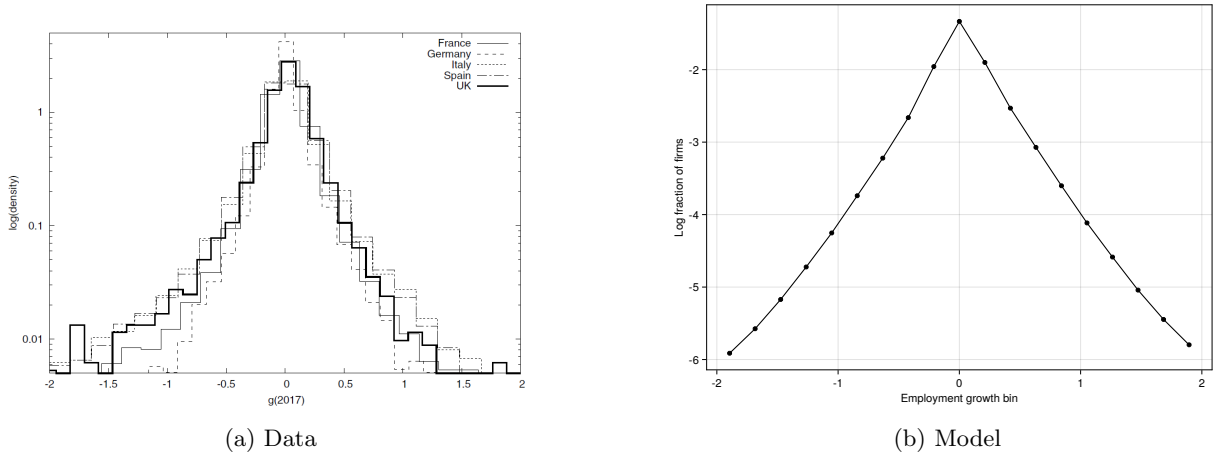 France
Germany
Italy
Spain
UK
1
0.1
0.01
log(density)
-2
-1.5
-1
-0.5
0
0.5
1
1.5
2
g(2017)
(a) Data
-2
-3
-4
-5
-6
Log fraction of firms
-2
-1
0
1
2
Employment growth bin
(b) Model